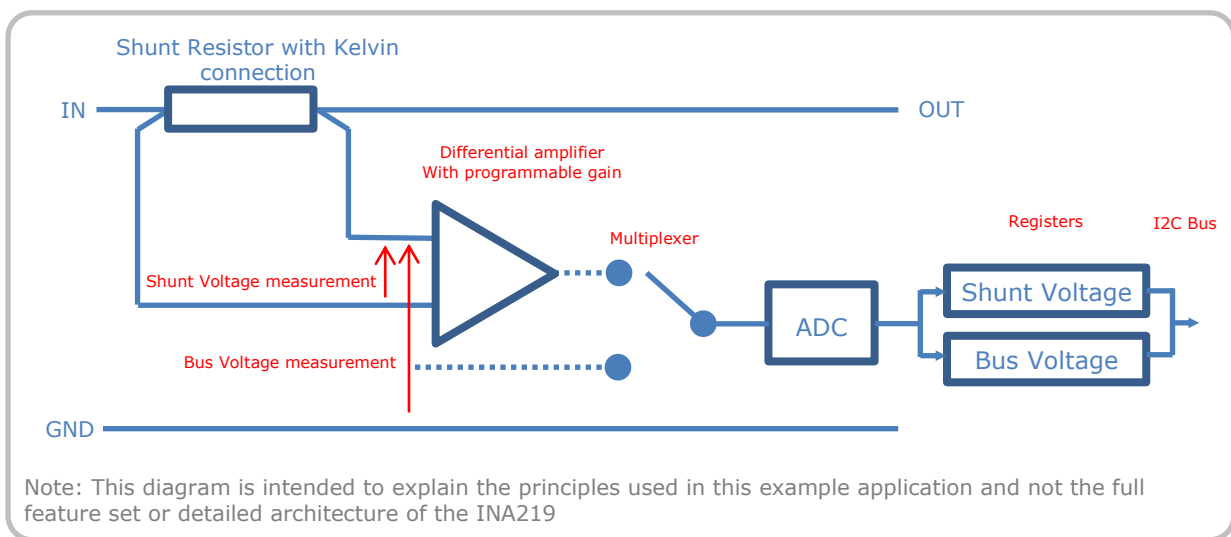 Shunt Resistor with Kelvin
connection
IN
OUT
Differential amplifier
With programmable gain
Multiplexer
Registers
I2C Bus
Shunt Voltage measurement
Shunt Voltage
ADC
Bus Voltage measurement
Bus Voltage
GND
Note: This diagram is intended to explain the principles used in this example application and not the full
feature set or detailed architecture of the INA219